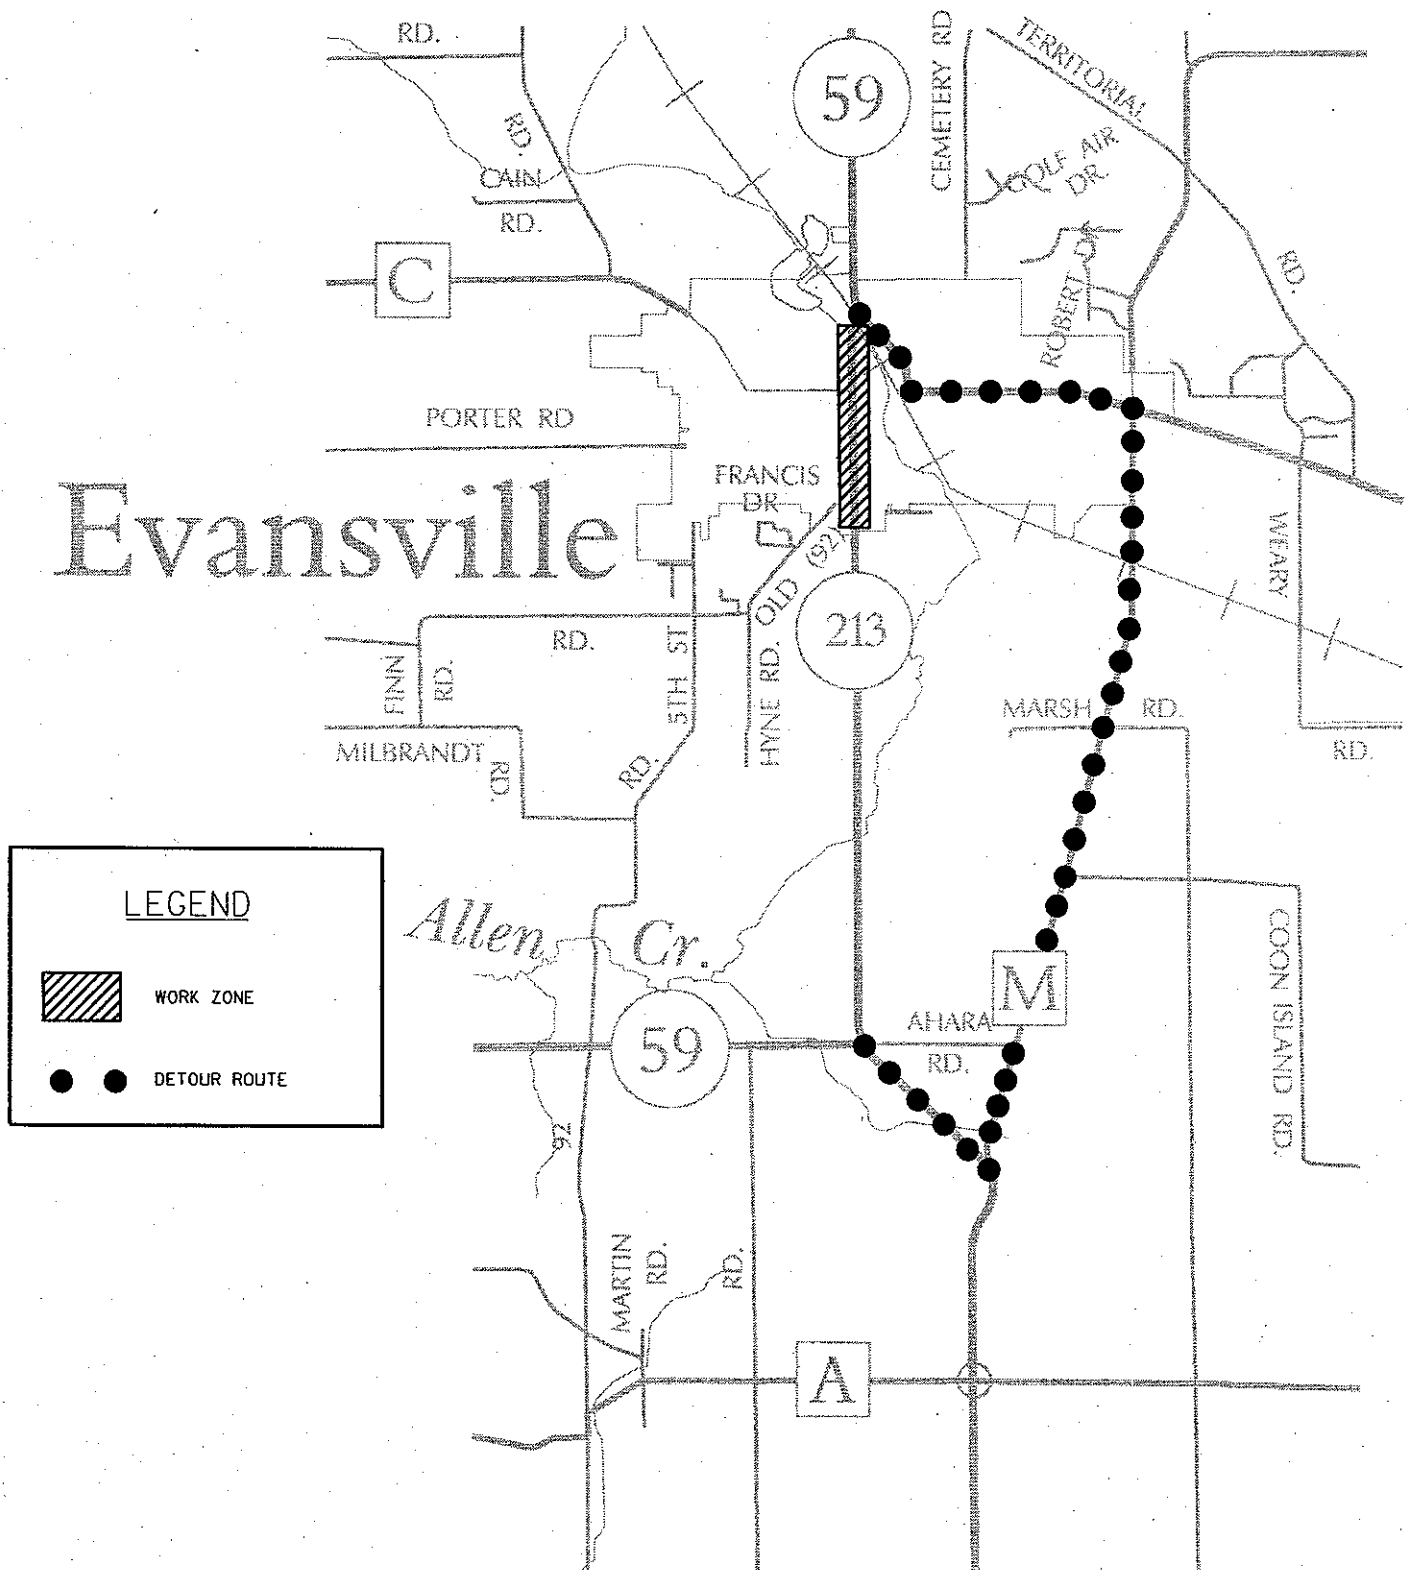 RD.
59
CEMETERY RD
TERRITORIAL
RD.
CAIN
RD.
GOLF AIR
DR.
C
ROBERT DR
RD.
PORTER RD
Evansville
FRANCIS
DR
OLD (92)
WEARY
RD.
213
FINN
RD.
5TH ST
HYNE RD.
MARSH RD.
RD.
MILBRANDT
RD.
RD.
LEGEND
WORK ZONE
DETOUR ROUTE
Allen Cr.
M
COON ISLAND RD.
59
AHARA
RD.
92
MARTIN
RD.
RD.
A